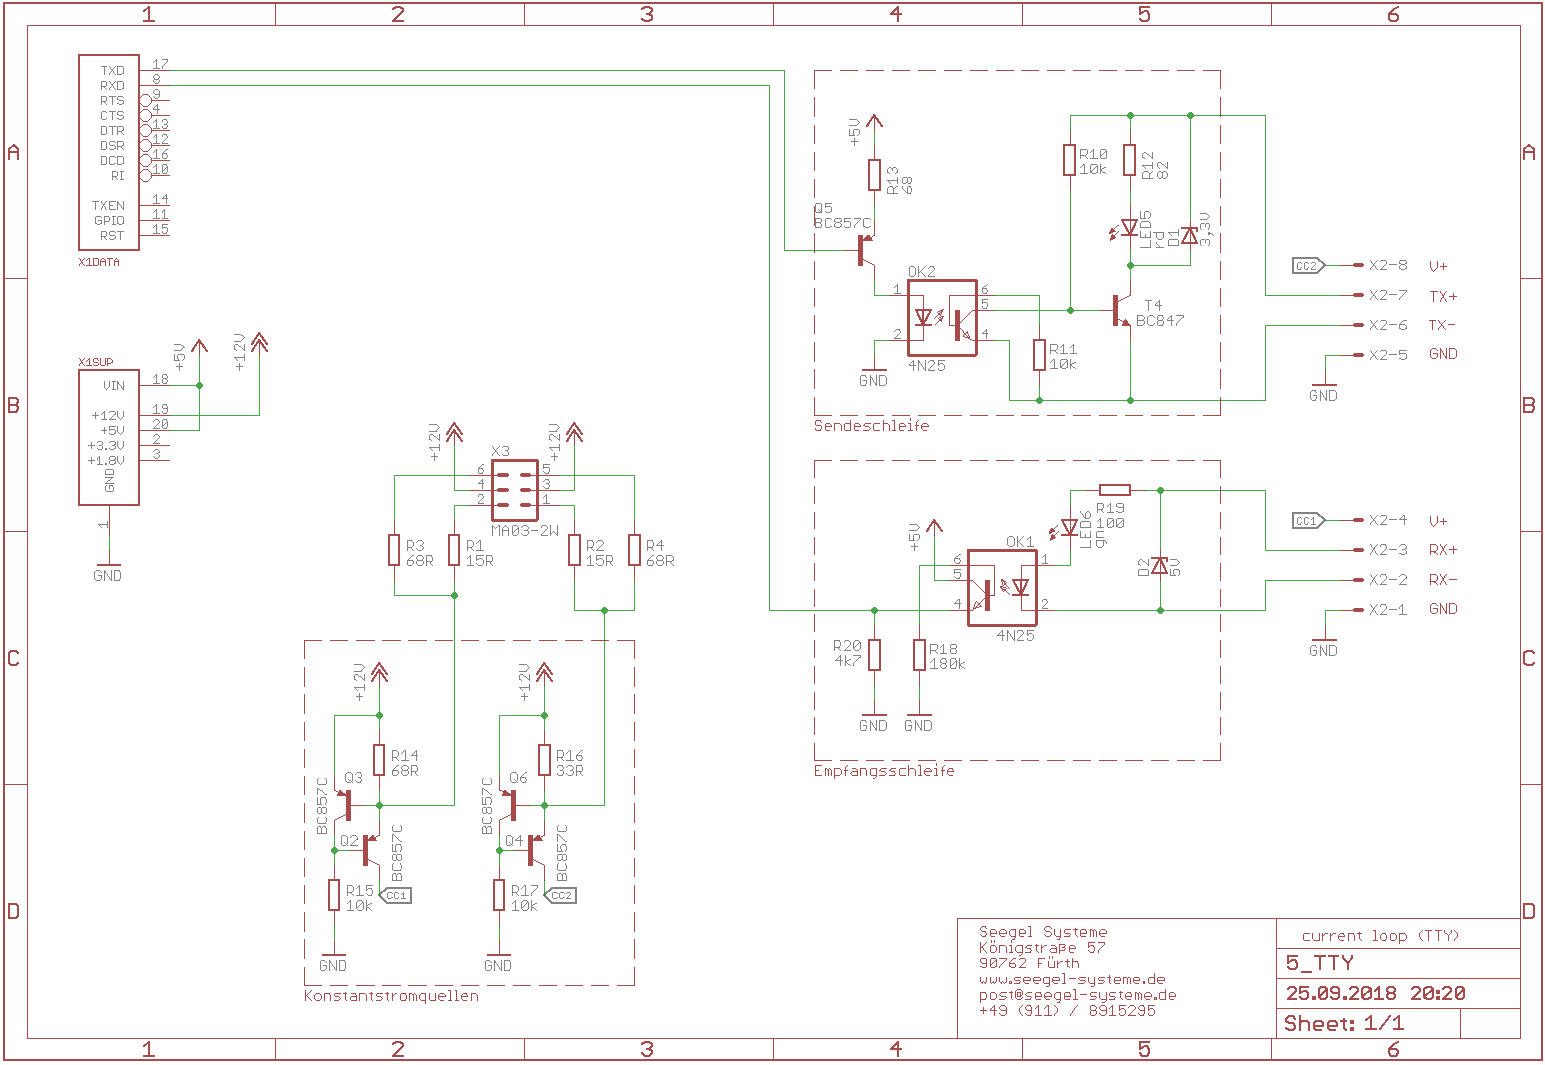 1 2 3 4 5 6
A A
B B
C C
D D
1 2 3 4 5 6
TXD 17
RXD 8
RTS 9
CTS 4
DTR 13
DSR 12
DCD 16
RI 10
TXEN 14
GPIO 11
RST 15
X1DATA
+5V
+12V
X1SUP
VIN 18
+12V 19
+5V 20
+3.3V 2
+1.8V 3
GND
1
GND
+12V
+12V
X3
6 5
4 3
2 1
MA03-2W
R3
68R
R1
15R
R2
15R
R4
68R
+12V
+12V
R14
68R
R16
33R
Q3
BC857C
Q6
BC857C
Q2
BC857C
Q4
BC857C
CC1
CC2
R15
10k
R17
10k
GND
GND
Konstantstromquellen
+5V
R13
68
Q5
BC857C
OK2
1
2
6
5
4
4N25
GND
R10
10k
R12
82
LED5
rd
D1
3,3V
T4
BC847
R11
10k
Sendeschleife
CC2
X2-8 V+
X2-7 TX+
X2-6 TX-
X2-5 GND
GND
+5V
OK1
6
5
4
1
2
4N25
LED6
gn
R19
100
D2
5V
R20
4k7
R18
180k
GND
GND
Empfangsschleife
CC1
X2-4 V+
X2-3 RX+
X2-2 RX-
X2-1 GND
GND
Seegel Systeme
Königstraße 57
90762 Fürth
www.seegel-systeme.de
post@seegel-systeme.de
+49 (911) / 8915295
current loop (TTY)
5_TTY
25.09.2018 20:20
Sheet: 1/1